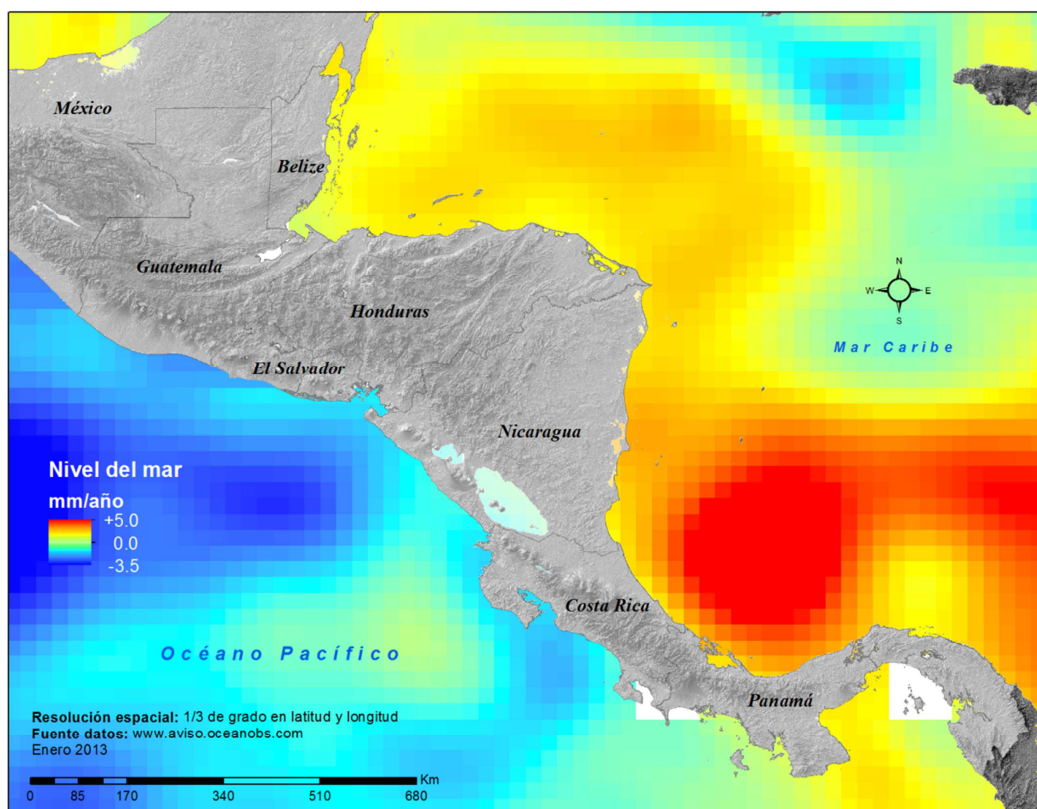 México
Belize
Guatemala
Honduras
N
W E
S
Mar Caribe
El Salvador
Nicaragua
Nivel del mar
mm/año
+5.0
0.0
-3.5
Costa Rica
Océano Pacífico
Panamá
Resolución espacial: 1/3 de grado en latitud y longitud
Fuente datos: www.aviso.oceanobs.com
Enero 2013
Km
0 85 170 340 510 680